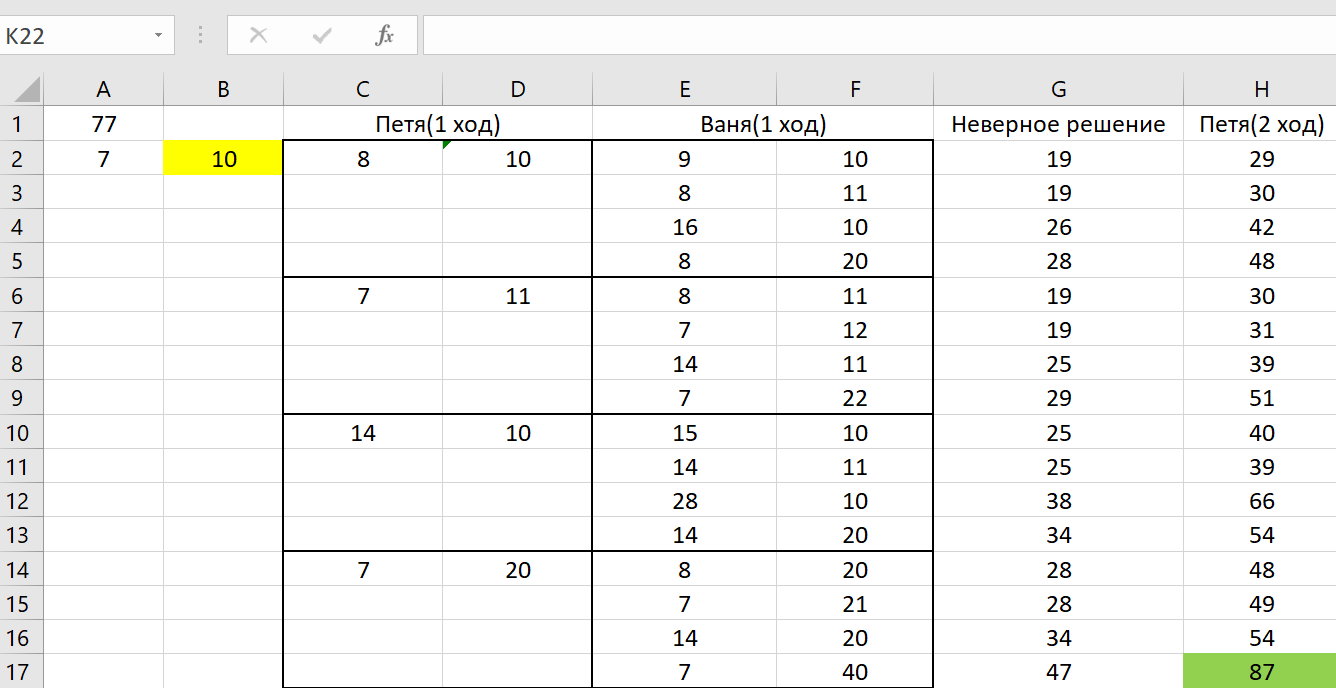 K22 fx
A B C D E F G H
1 77 Петя(1 ход) Ваня(1 ход) Неверное решение Петя(2 ход)
2 7 10 8 10 9 10 19 29
3 8 11 19 30
4 16 10 26 42
5 8 20 28 48
6 7 11 8 11 19 30
7 7 12 19 31
8 14 11 25 39
9 7 22 29 51
10 14 10 15 10 25 40
11 14 11 25 39
12 28 10 38 66
13 14 20 34 54
14 7 20 8 20 28 48
15 7 21 28 49
16 14 20 34 54
17 7 40 47 87